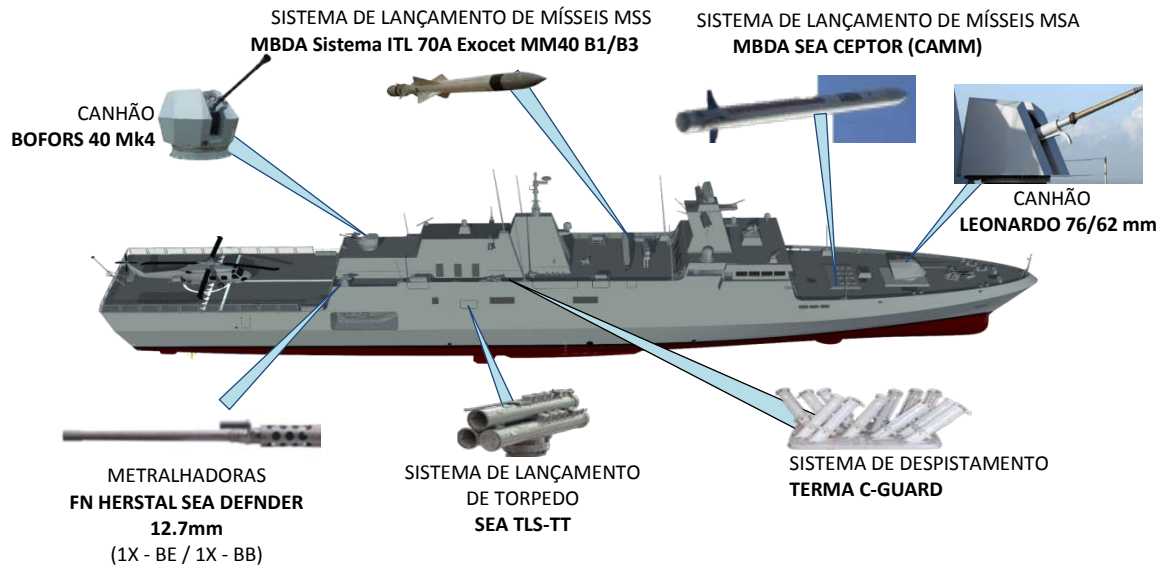 SISTEMA DE LANÇAMENTO DE MÍSSEIS MSS
MBDA Sistema ITL 70A Exocet MM40 B1/B3
SISTEMA DE LANÇAMENTO DE MÍSSEIS MSA
MBDA SEA CEPTOR (CAMM)
CANHÃO
BOFORS 40 Mk4
CANHÃO
LEONARDO 76/62 mm
METRALHADORAS
FN HERSTAL SEA DEFNDER
12.7mm
(1X - BE / 1X - BB)
SISTEMA DE LANÇAMENTO
DE TORPEDO
SEA TLS-TT
SISTEMA DE DESPISTAMENTO
TERMA C-GUARD